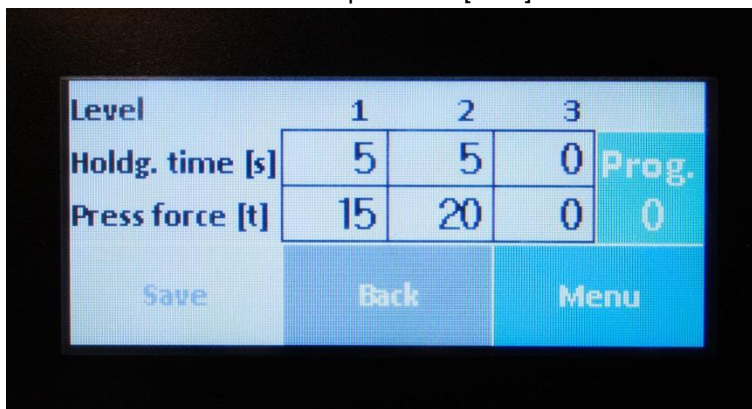 Level 1 2 3
Holdg. time [s] 5 5 0 Prog.
Press force [t] 15 20 0 0
Save Back Menu